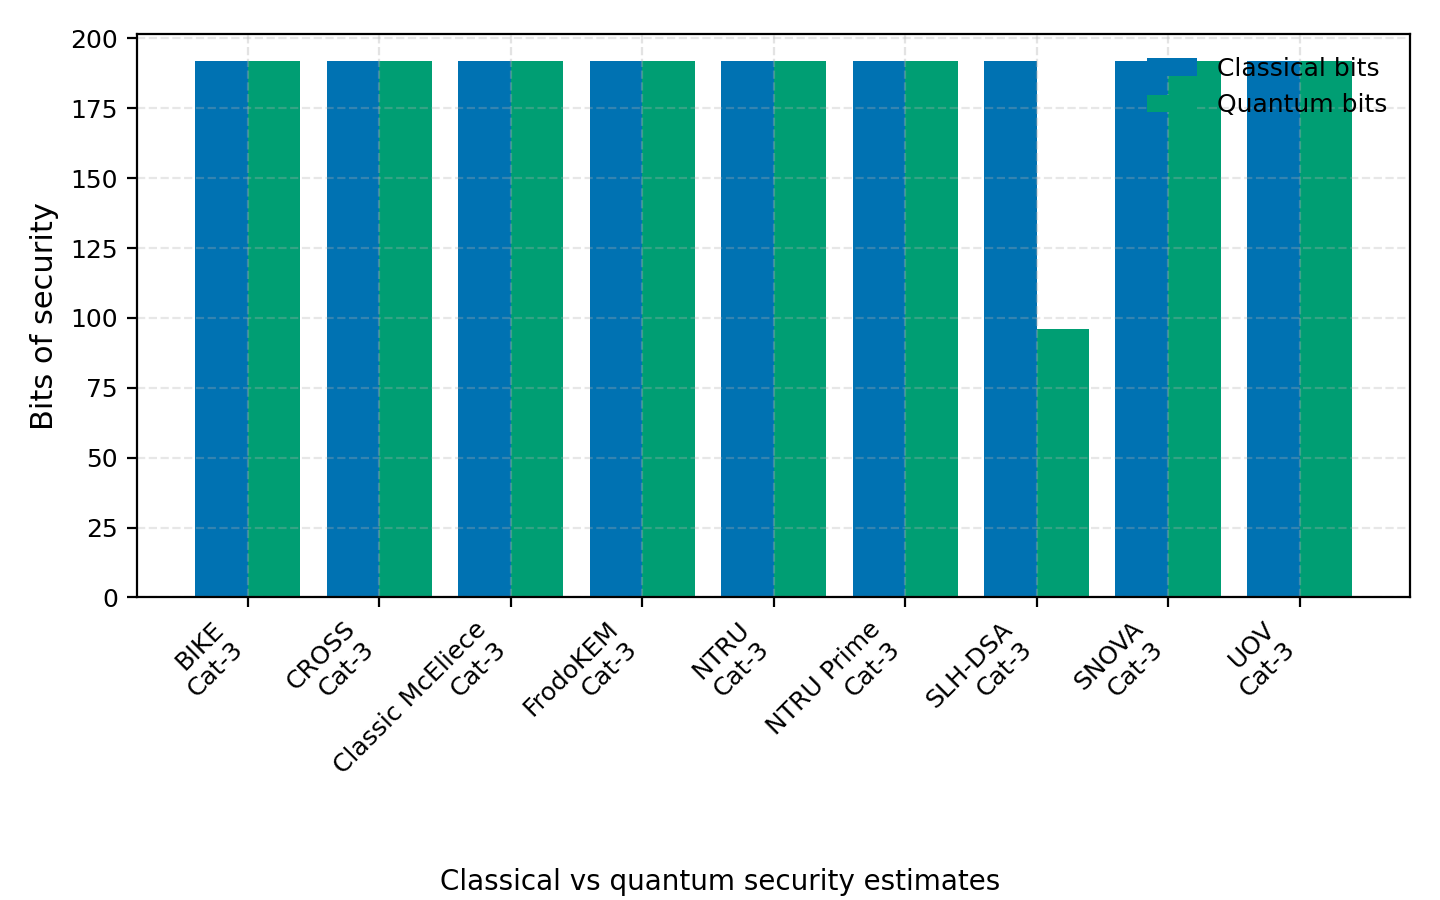 200
175
150
125
100
75
50
25
0
Bits of security
Classical bits
Quantum bits
BIKE
Cat-3
CROSS
Cat-3
Classic McEliece
Cat-3
FrodoKEM
Cat-3
NTRU
Cat-3
NTRU Prime
Cat-3
SLH-DSA
Cat-3
SNOVA
Cat-3
UOV
Cat-3
Classical vs quantum security estimates